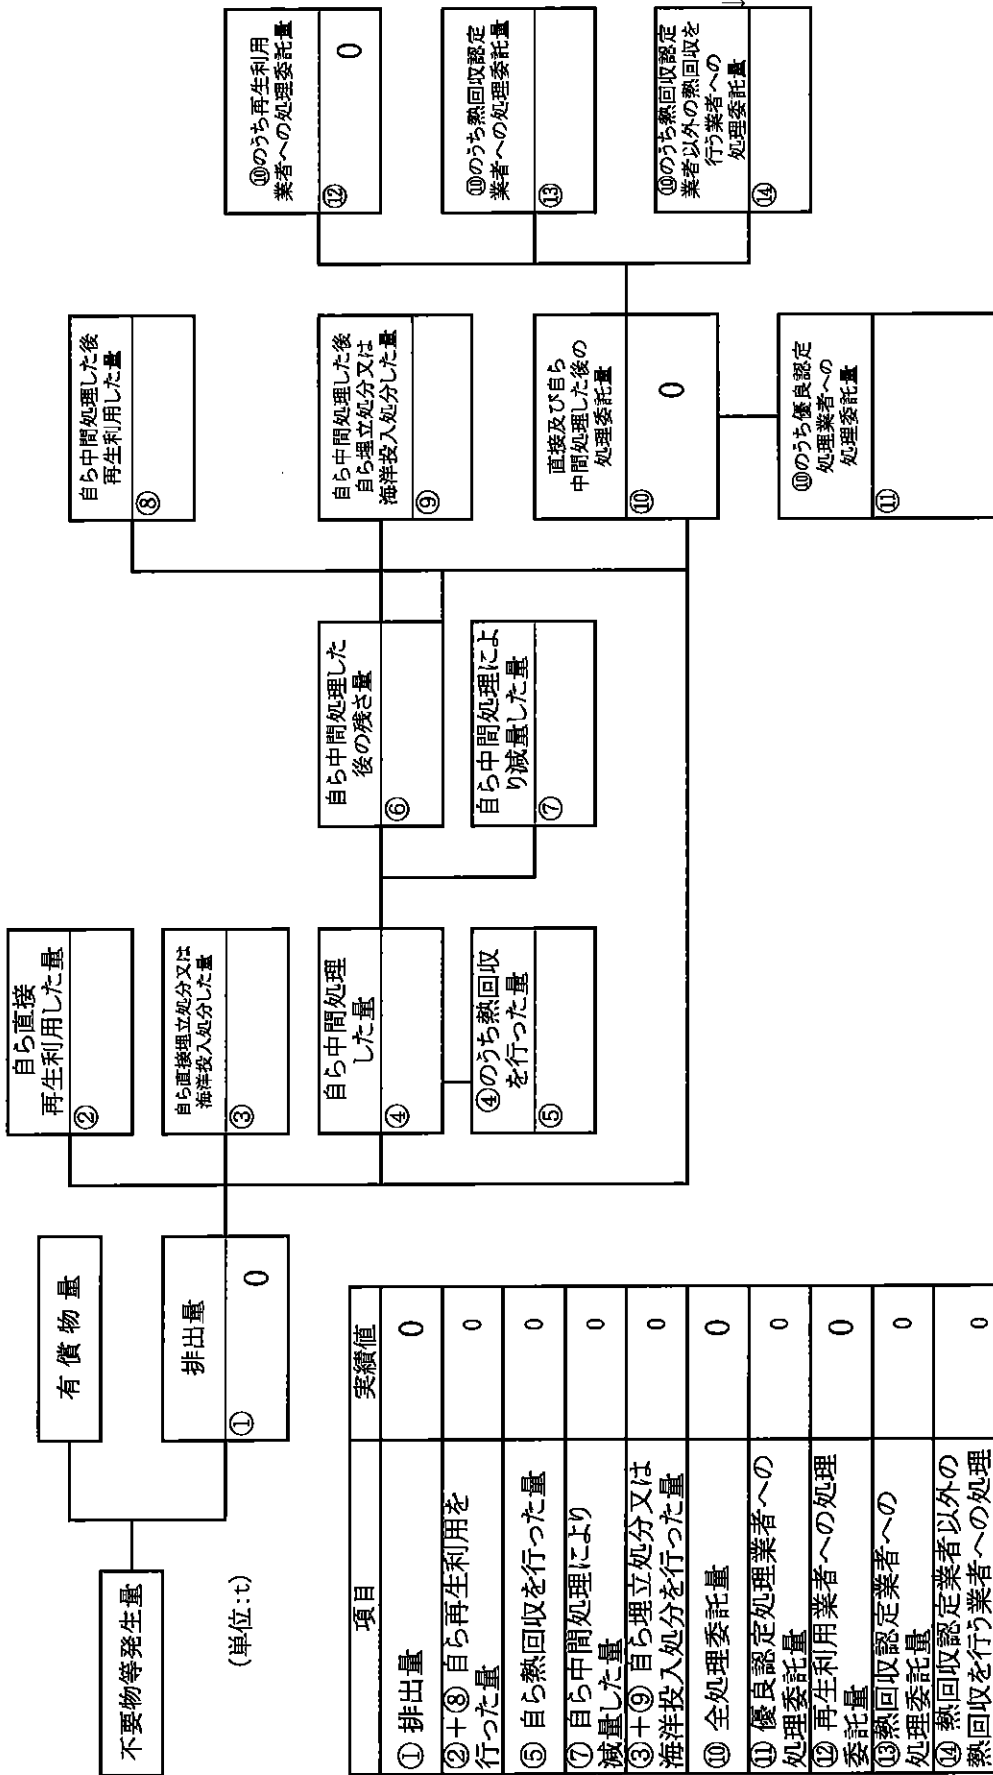 不要物等発生量
(単位:t)
有償物量
排出量
①
0
自ら直接
再生利用した量
②
自ら直接埋立処分又は
海洋投入処分した量
③
自ら中間処理
した量
④
④のうち熱回収
を行った量
⑤
自ら中間処理した
後の残さ量
⑥
自ら中間処理によ
り減量した量
⑦
自ら中間処理した後
再生利用した量
⑧
自ら中間処理した後
自ら埋立処分又は
海洋投入処分した量
⑨
直接及び自ら
中間処理した後の
処理委託量
⑩
0
⑩のうち優良認定
処理業者への
処理委託量
⑪
⑩のうち再生利用
業者への処理委託量
⑫
0
⑩のうち熱回収認定
業者への処理委託量
⑬
⑩のうち熱回収認定
業者以外の熱回収を
行う業者への
処理委託量
⑭
項目 実績値
① 排出量 0
②+⑧ 自ら再生利用を
行った量 0
⑤ 自ら熱回収を行った量 0
⑦ 自ら中間処理により
減量した量 0
③+⑨ 自ら埋立処分又は
海洋投入処分を行った量 0
⑩ 全処理委託量 0
⑪ 優良認定処理業者への
処理委託量 0
⑫ 再生利用業者への処理
委託量 0
⑬熱回収認定業者への
処理委託量 0
⑭ 熱回収認定業者以外の
熱回収を行う業者への処理 0